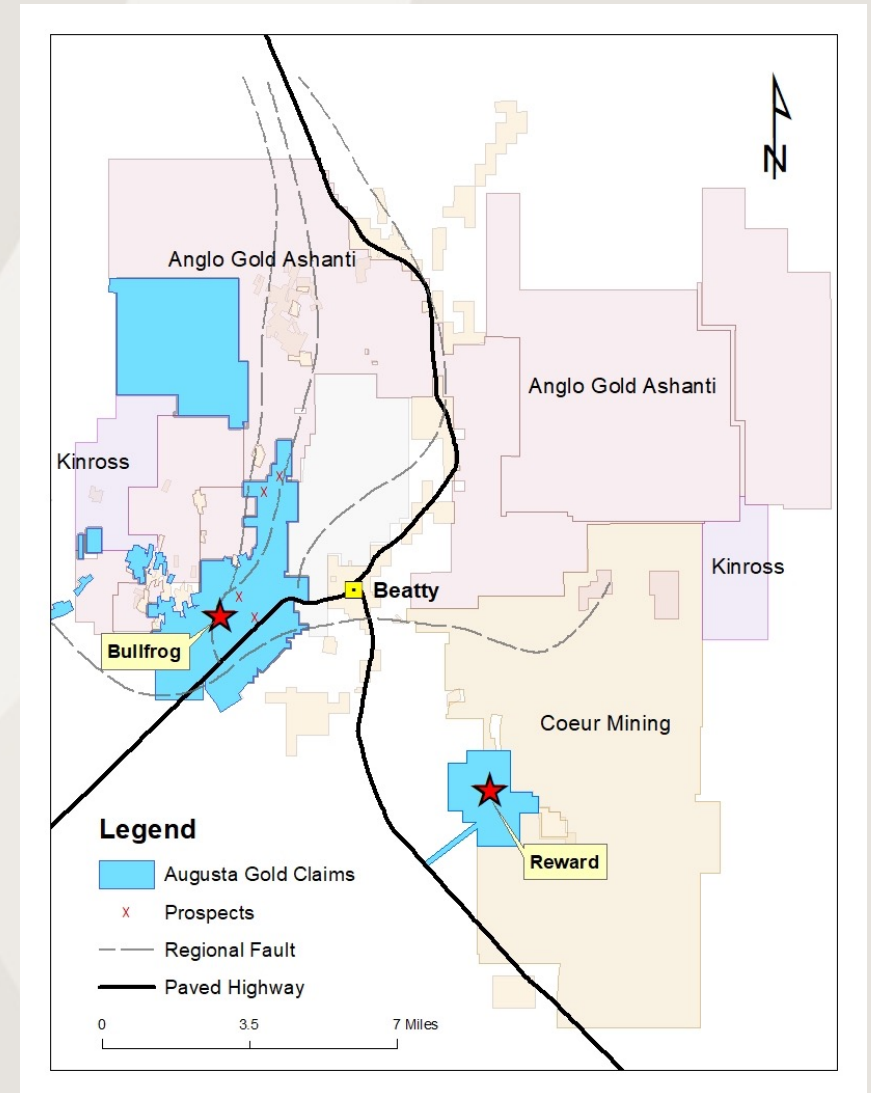 N
Anglo Gold Ashanti
Anglo Gold Ashanti
Kinross
Kinross
Beatty
Bullfrog
Coeur Mining
Reward
Legend
Augusta Gold Claims
x Prospects
Regional Fault
Paved Highway
0 3.5 7 Miles